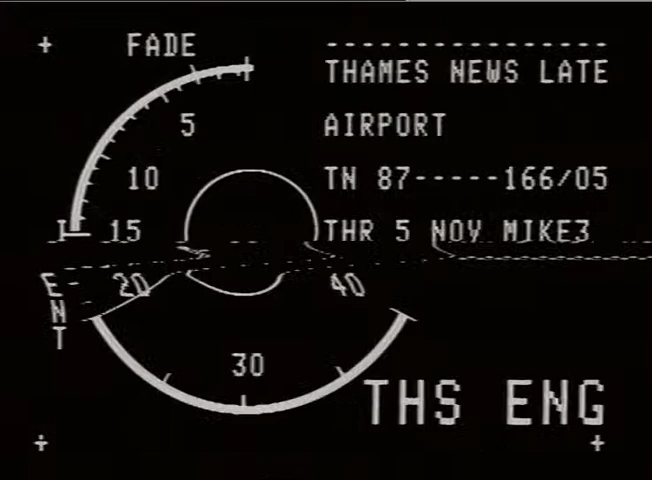 FADE
----------------
THAMES NEWS LATE
5
AIRPORT
10
TN 87-----166/05
I 15
THR 5 NOV MIKE3
E
N
T
20
40
30
THS ENG